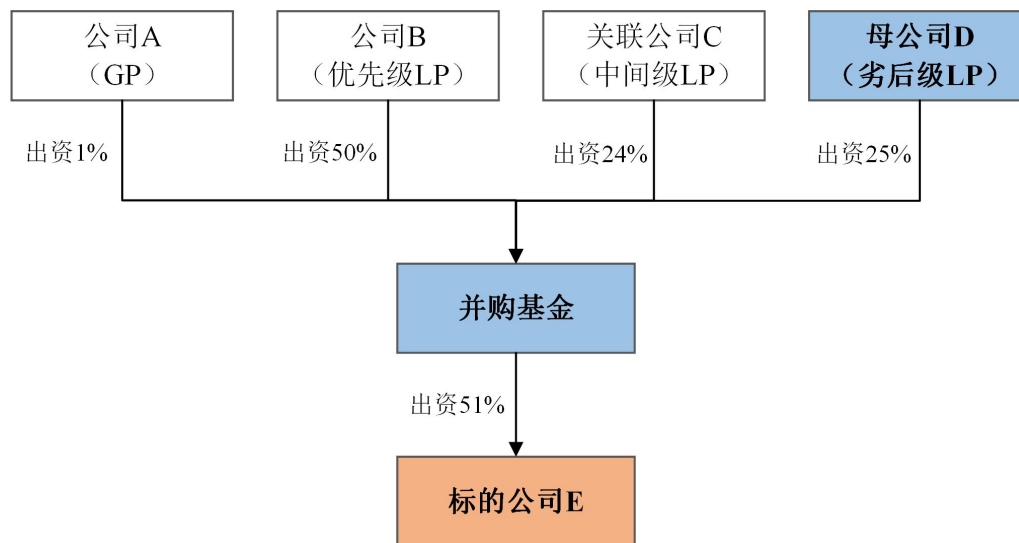 公司A
（GP）
公司B
（优先级LP）
关联公司C
（中间级LP）
母公司D
（劣后级LP）
出资1%
出资50%
出资24%
出资25%
并购基金
出资51%
标的公司E